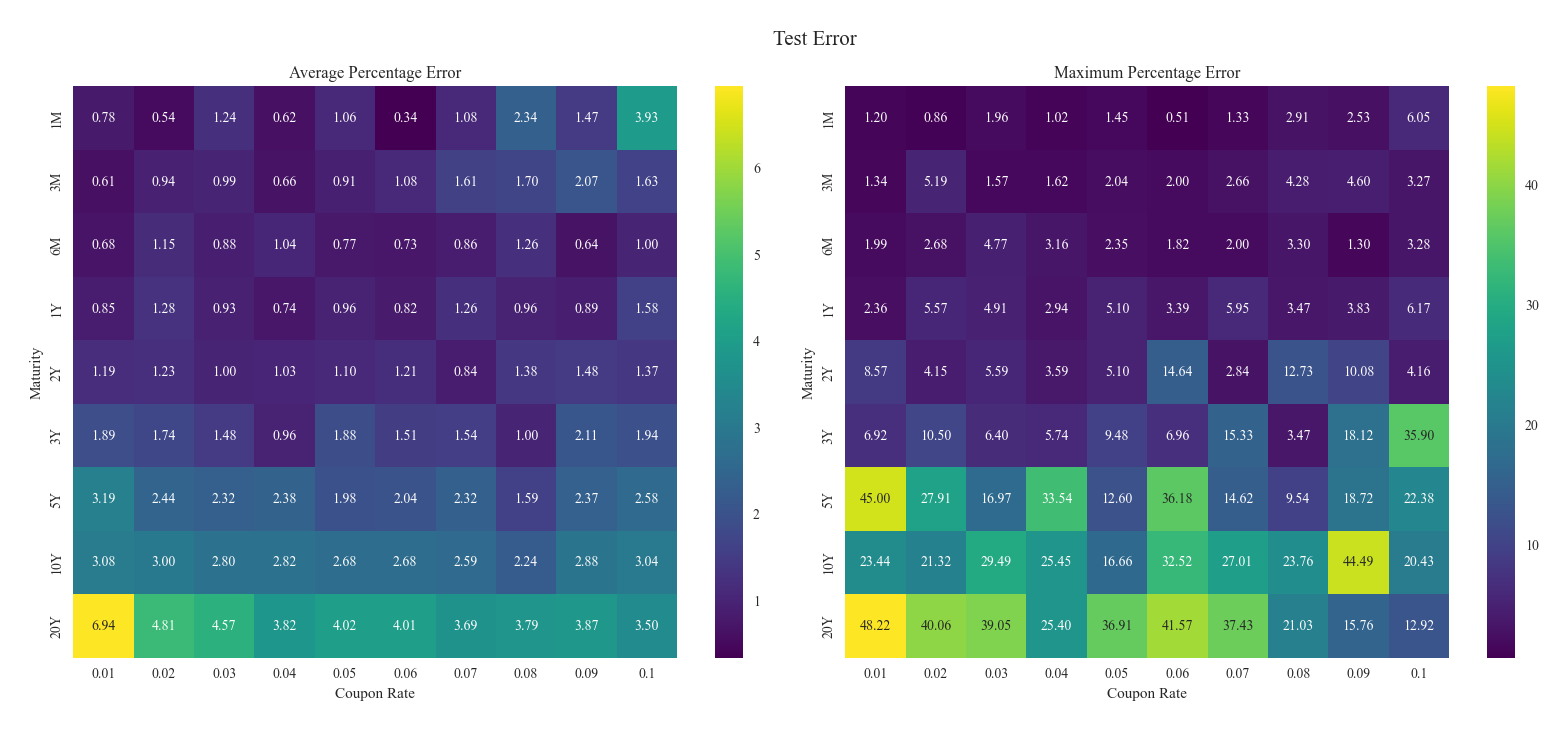 Test Error
Average Percentage Error
Maturity
1M 0.78 0.54 1.24 0.62 1.06 0.34 1.08 2.34 1.47 3.93
3M 0.61 0.94 0.99 0.66 0.91 1.08 1.61 1.70 2.07 1.63
6M 0.68 1.15 0.88 1.04 0.77 0.73 0.86 1.26 0.64 1.00
1Y 0.85 1.28 0.93 0.74 0.96 0.82 1.26 0.96 0.89 1.58
2Y 1.19 1.23 1.00 1.03 1.10 1.21 0.84 1.38 1.48 1.37
3Y 1.89 1.74 1.48 0.96 1.88 1.51 1.54 1.00 2.11 1.94
5Y 3.19 2.44 2.32 2.38 1.98 2.04 2.32 1.59 2.37 2.58
10Y 3.08 3.00 2.80 2.82 2.68 2.68 2.59 2.24 2.88 3.04
20Y 6.94 4.81 4.57 3.82 4.02 4.01 3.69 3.79 3.87 3.50
0.01 0.02 0.03 0.04 0.05 0.06 0.07 0.08 0.09 0.1
Coupon Rate
6
5
4
3
2
1
Maximum Percentage Error
Maturity
1M 1.20 0.86 1.96 1.02 1.45 0.51 1.33 2.91 2.53 6.05
3M 1.34 5.19 1.57 1.62 2.04 2.00 2.66 4.28 4.60 3.27
6M 1.99 2.68 4.77 3.16 2.35 1.82 2.00 3.30 1.30 3.28
1Y 2.36 5.57 4.91 2.94 5.10 3.39 5.95 3.47 3.83 6.17
2Y 8.57 4.15 5.59 3.59 5.10 14.64 2.84 12.73 10.08 4.16
3Y 6.92 10.50 6.40 5.74 9.48 6.96 15.33 3.47 18.12 35.90
5Y 45.00 27.91 16.97 33.54 12.60 36.18 14.62 9.54 18.72 22.38
10Y 23.44 21.32 29.49 25.45 16.66 32.52 27.01 23.76 44.49 20.43
20Y 48.22 40.06 39.05 25.40 36.91 41.57 37.43 21.03 15.76 12.92
0.01 0.02 0.03 0.04 0.05 0.06 0.07 0.08 0.09 0.1
Coupon Rate
40
30
20
10